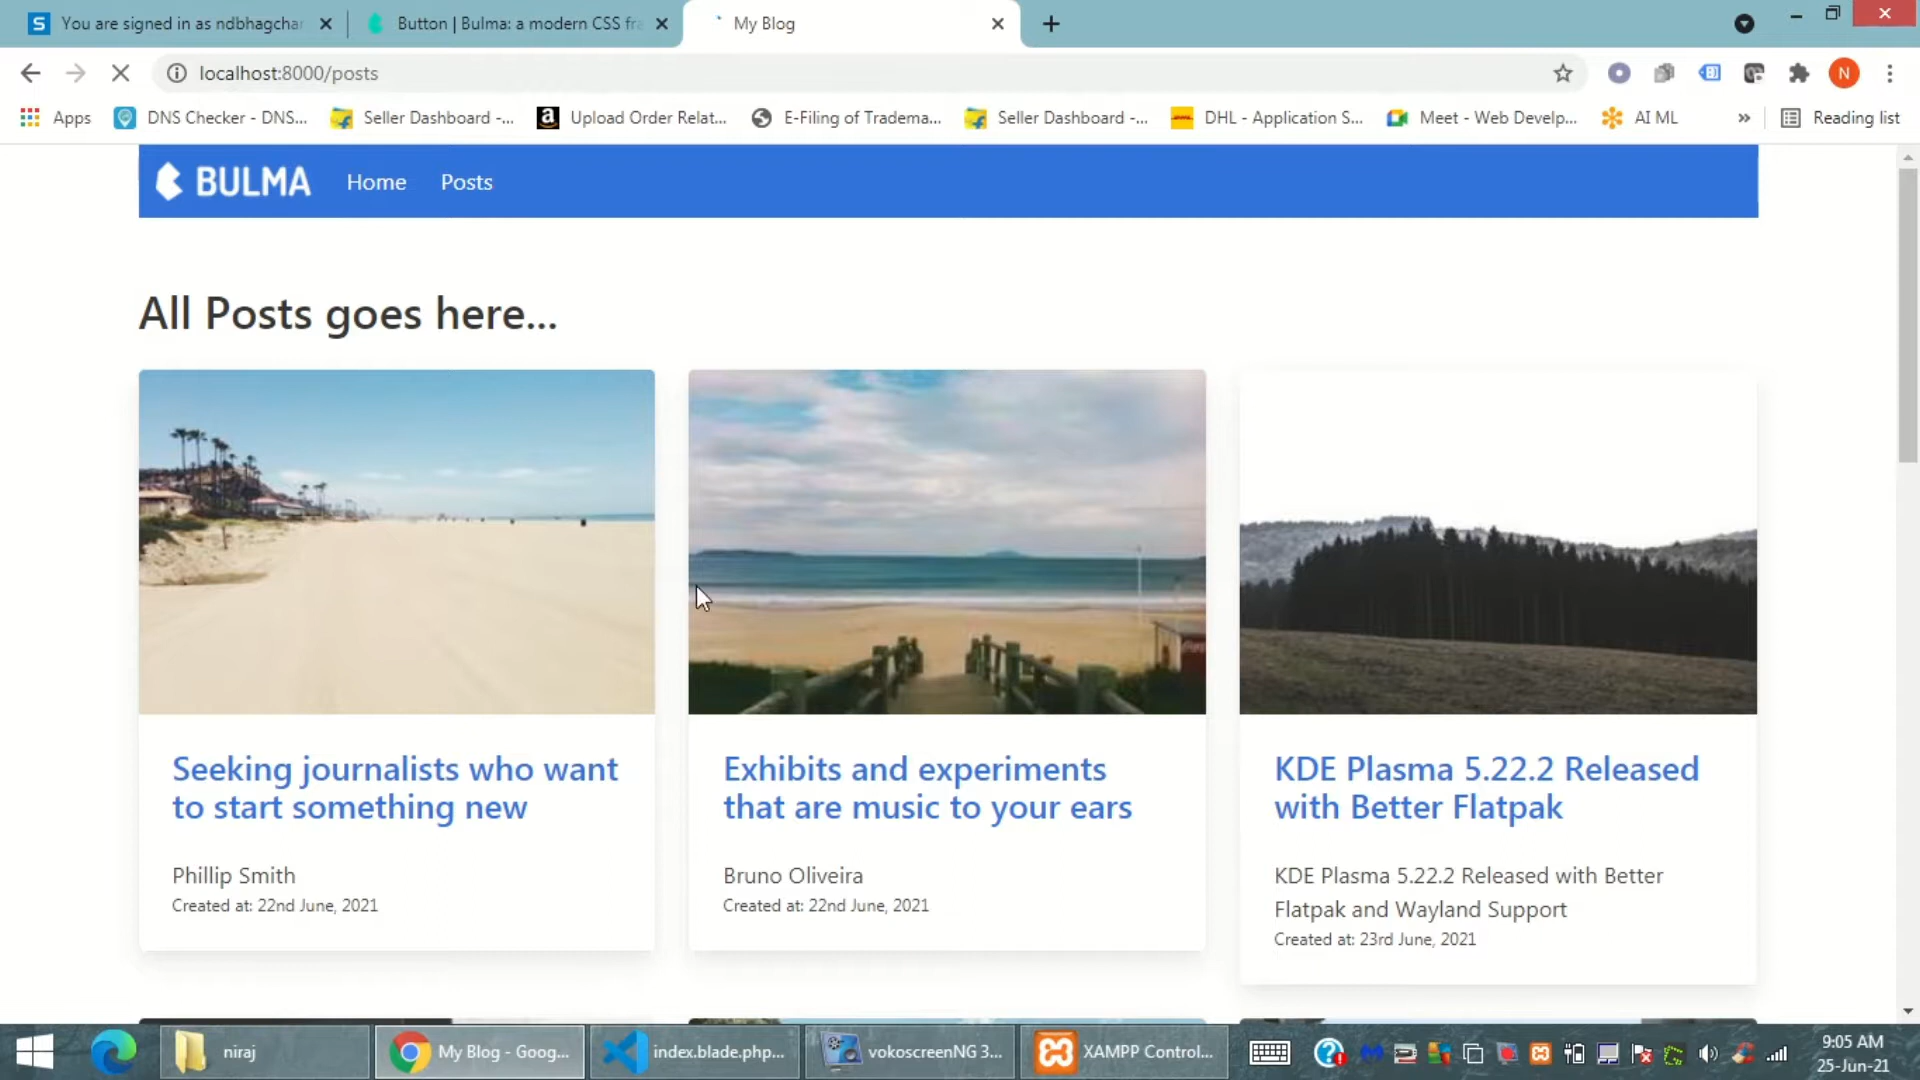 You are signed in as ndbhagchan
Button | Bulma: a modern CSS fra
My Blog
localhost:8000/posts
N
Apps
DNS Checker - DNS...
Seller Dashboard -...
Upload Order Relat...
E-Filing of Tradema...
Seller Dashboard -...
DHL - Application S...
Meet - Web Develp...
AI ML
»
Reading list
BULMA
Home
Posts
All Posts goes here...
Seeking journalists who want
to start something new
Phillip Smith
Created at: 22nd June, 2021
Exhibits and experiments
that are music to your ears
Bruno Oliveira
Created at: 22nd June, 2021
KDE Plasma 5.22.2 Released
with Better Flatpak
KDE Plasma 5.22.2 Released with Better
Flatpak and Wayland Support
Created at: 23rd June, 2021
niraj
My Blog - Goog...
index.blade.php...
vokoscreenNG 3...
XAMPP Control...
9:05 AM
25-Jun-21